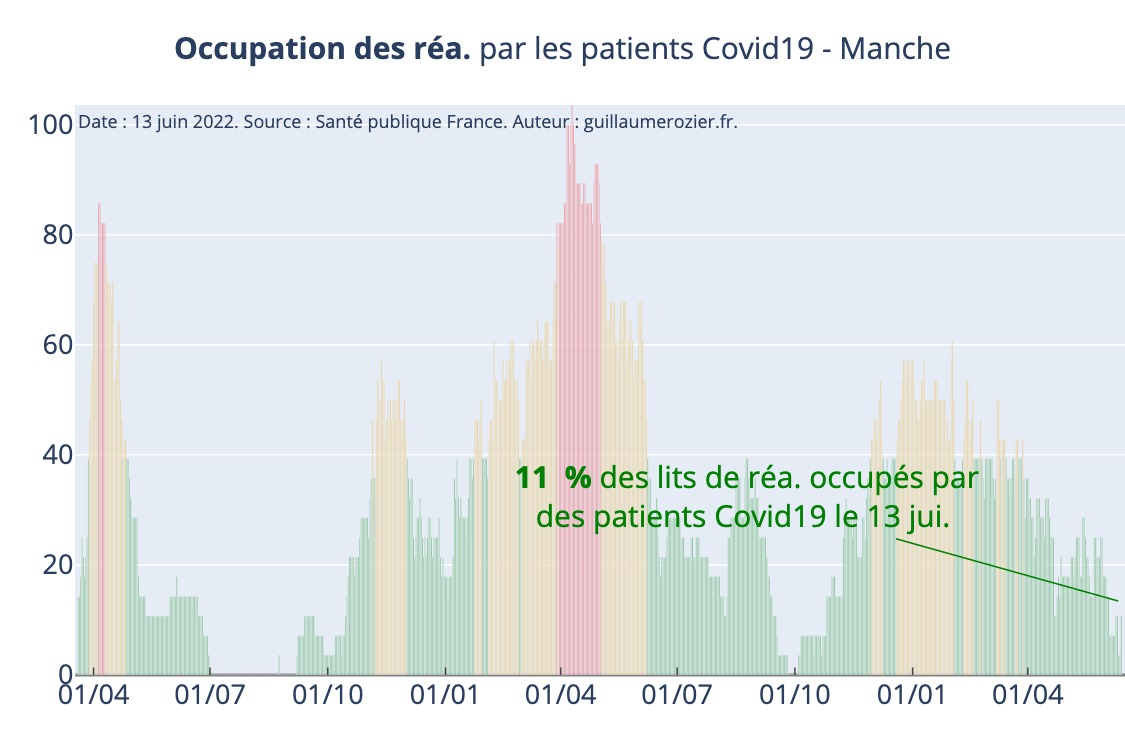 Occupation des réa. par les patients Covid19 - Manche
100
Date : 13 juin 2022. Source : Santé publique France. Auteur : guillaumerozier.fr.
80
60
40
11 % des lits de réa. occupés par
des patients Covid19 le 13 jui.
20
0
01/04 01/07 01/10 01/01 01/04 01/07 01/10 01/01 01/04